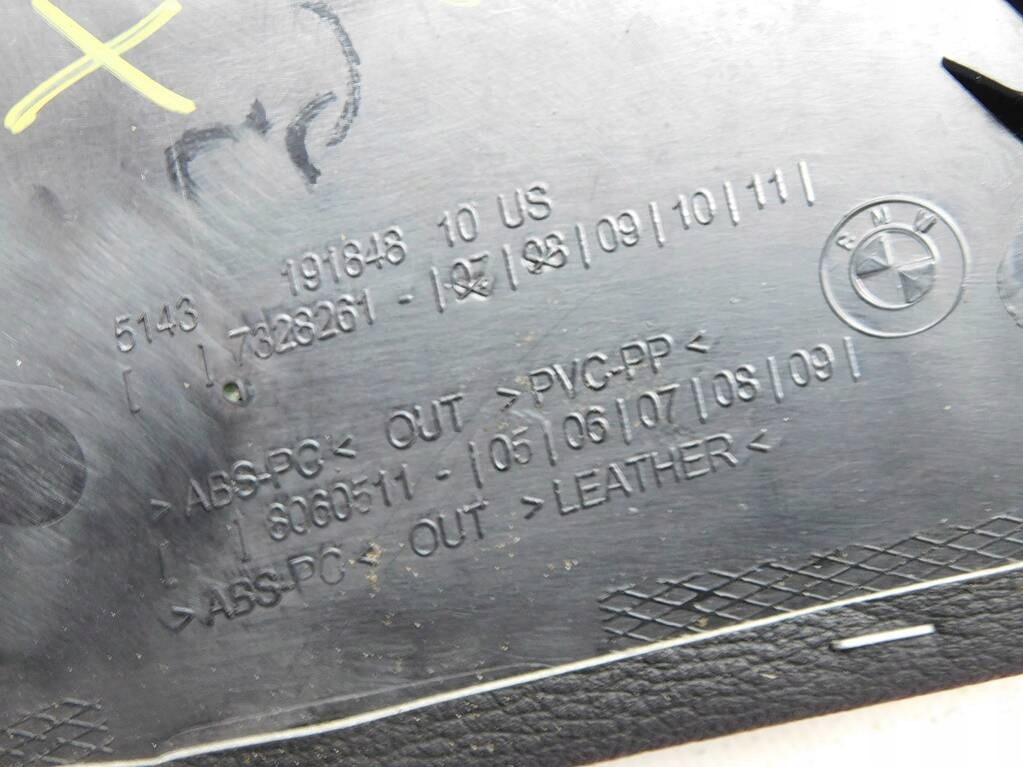 5143 191848 10 US
[ ] 7328261 - |07|08|09|10|11|
>ABS-PC< OUT >PVC-PP<
[ ] 8060511 - |05|06|07|08|09|
>ABS-PC< OUT >LEATHER<
BMW